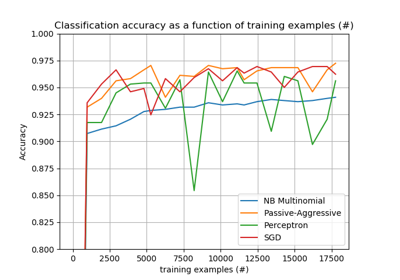 Classification accuracy as a function of training examples (#)
1.000
0.975
0.950
0.925
0.900
0.875
0.850
0.825
0.800
Accuracy
NB Multinomial
Passive-Aggressive
Perceptron
SGD
0 2500 5000 7500 10000 12500 15000 17500
training examples (#)